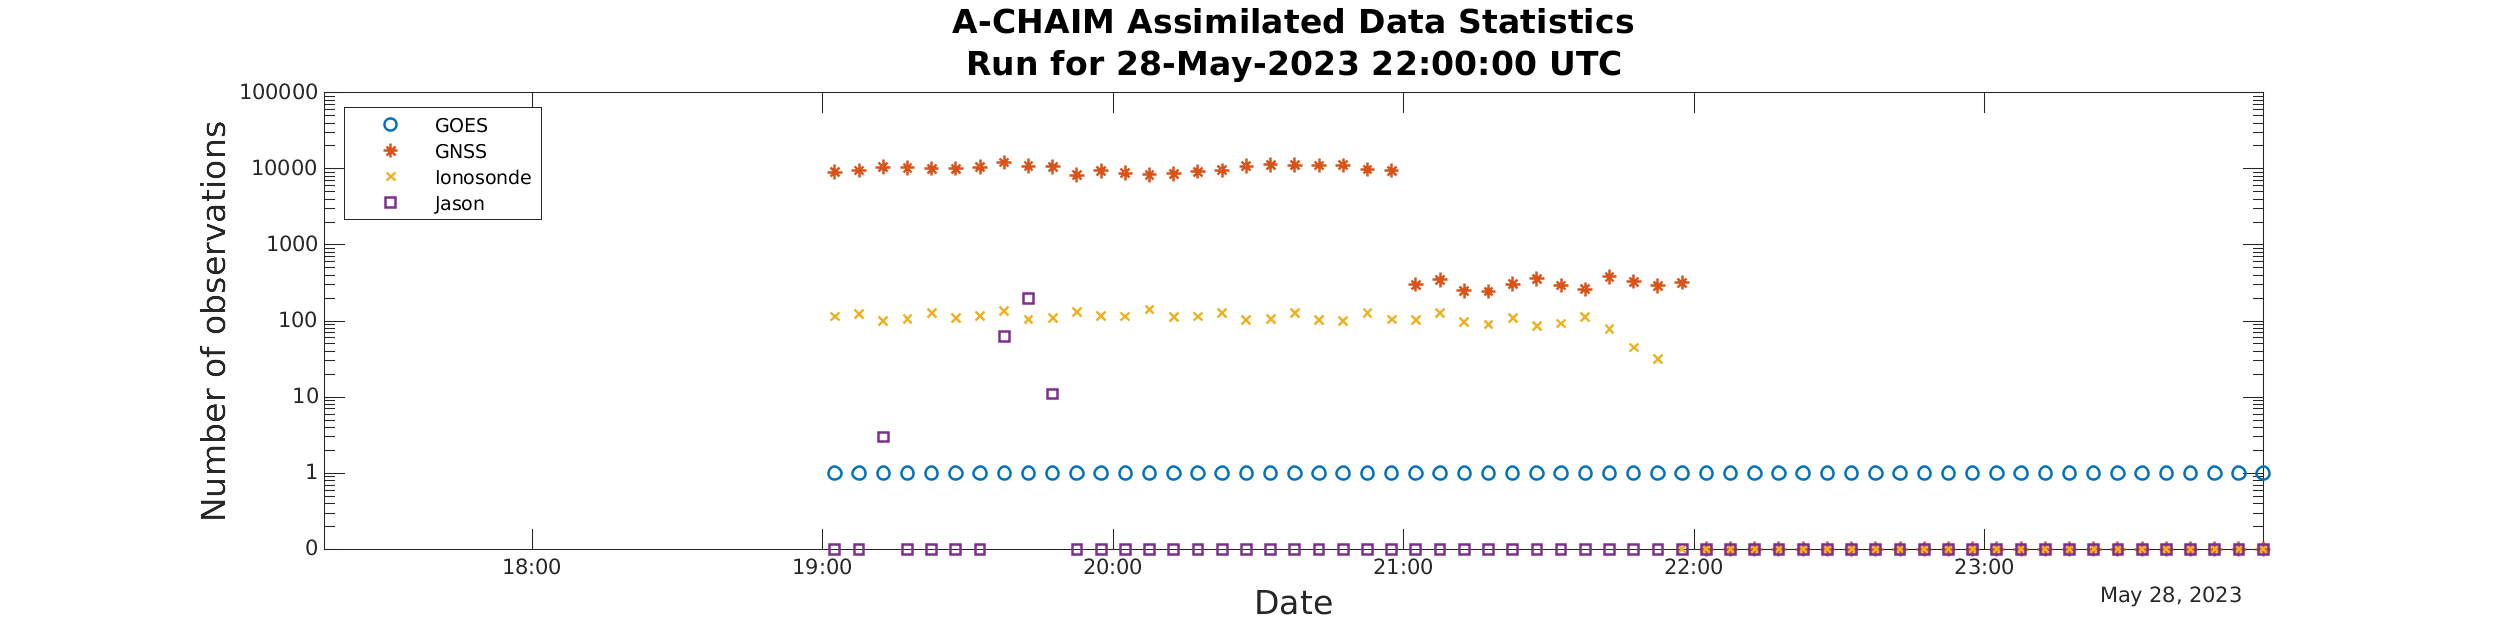 A-CHAIM Assimilated Data Statistics
Run for 28-May-2023 22:00:00 UTC
Number of observations
100000
10000
1000
100
10
1
0
GOES
GNSS
Ionosonde
Jason
18:00 19:00 20:00 21:00 22:00 23:00
Date
May 28, 2023